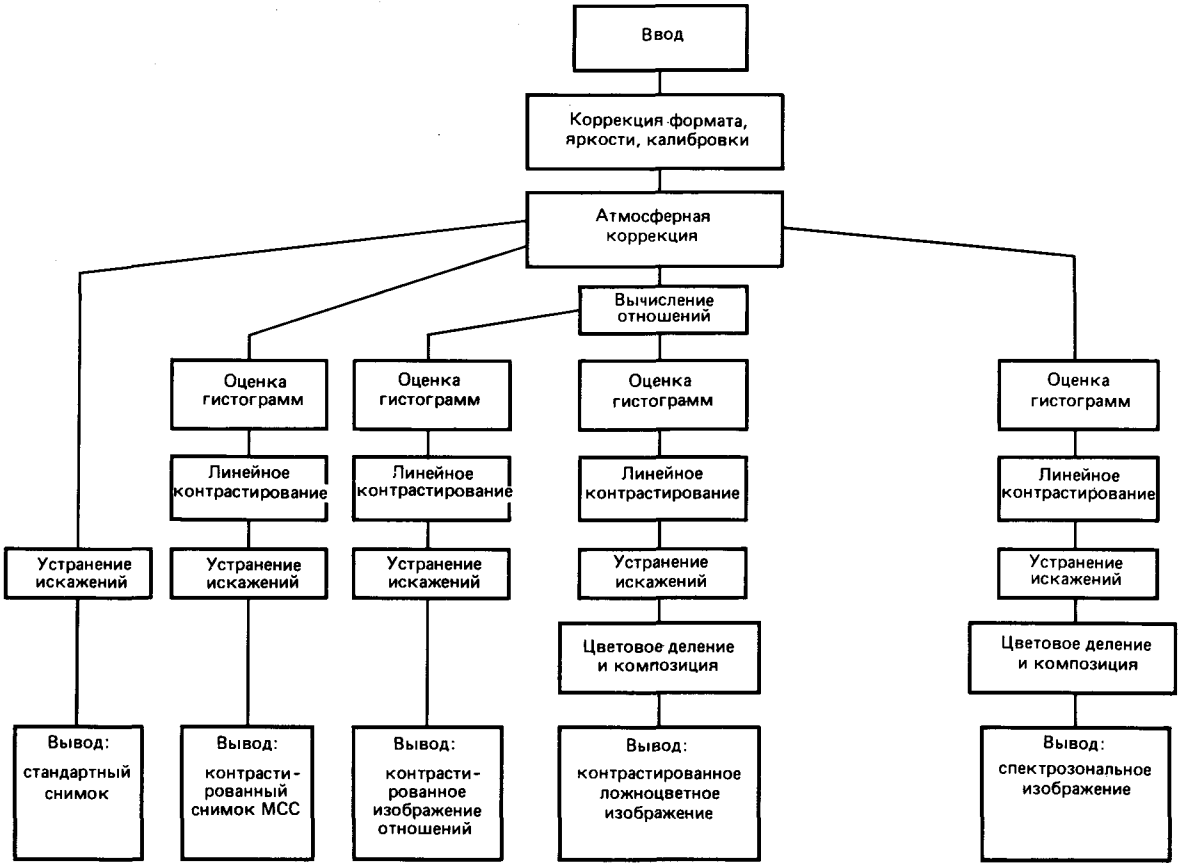 Ввод
Коррекция формата,
яркости, калибровки
Атмосферная
коррекция
Вычисление
отношений
Оценка
гистограмм
Оценка
гистограмм
Оценка
гистограмм
Оценка
гистограмм
Линейное
контрастирование
Линейное
контрастирование
Линейное
контрастирование
Линейное
контрастирование
Устранение
искажений
Устранение
искажений
Устранение
искажений
Устранение
искажений
Устранение
искажений
Цветовое деление
и композиция
Цветовое деление
и композиция
Вывод:
стандартный
снимок
Вывод:
контрасти-
рованный
снимок МСС
Вывод:
контрасти-
рованное
изображение
отношений
Вывод:
контрастированное
ложноцветное
изображение
Вывод:
спектрозональное
изображение